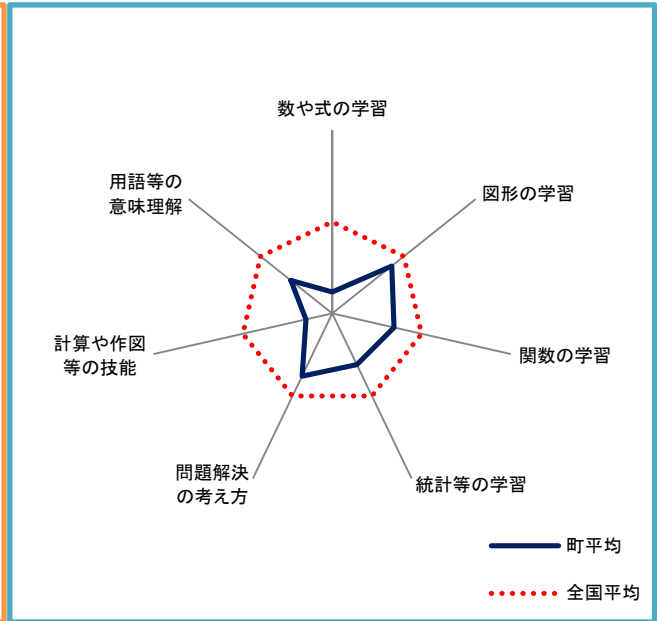 数や式の学習
図形の学習
関数の学習
統計等の学習
問題解決
の考え方
計算や作図
等の技能
用語等の
意味理解
町平均
全国平均